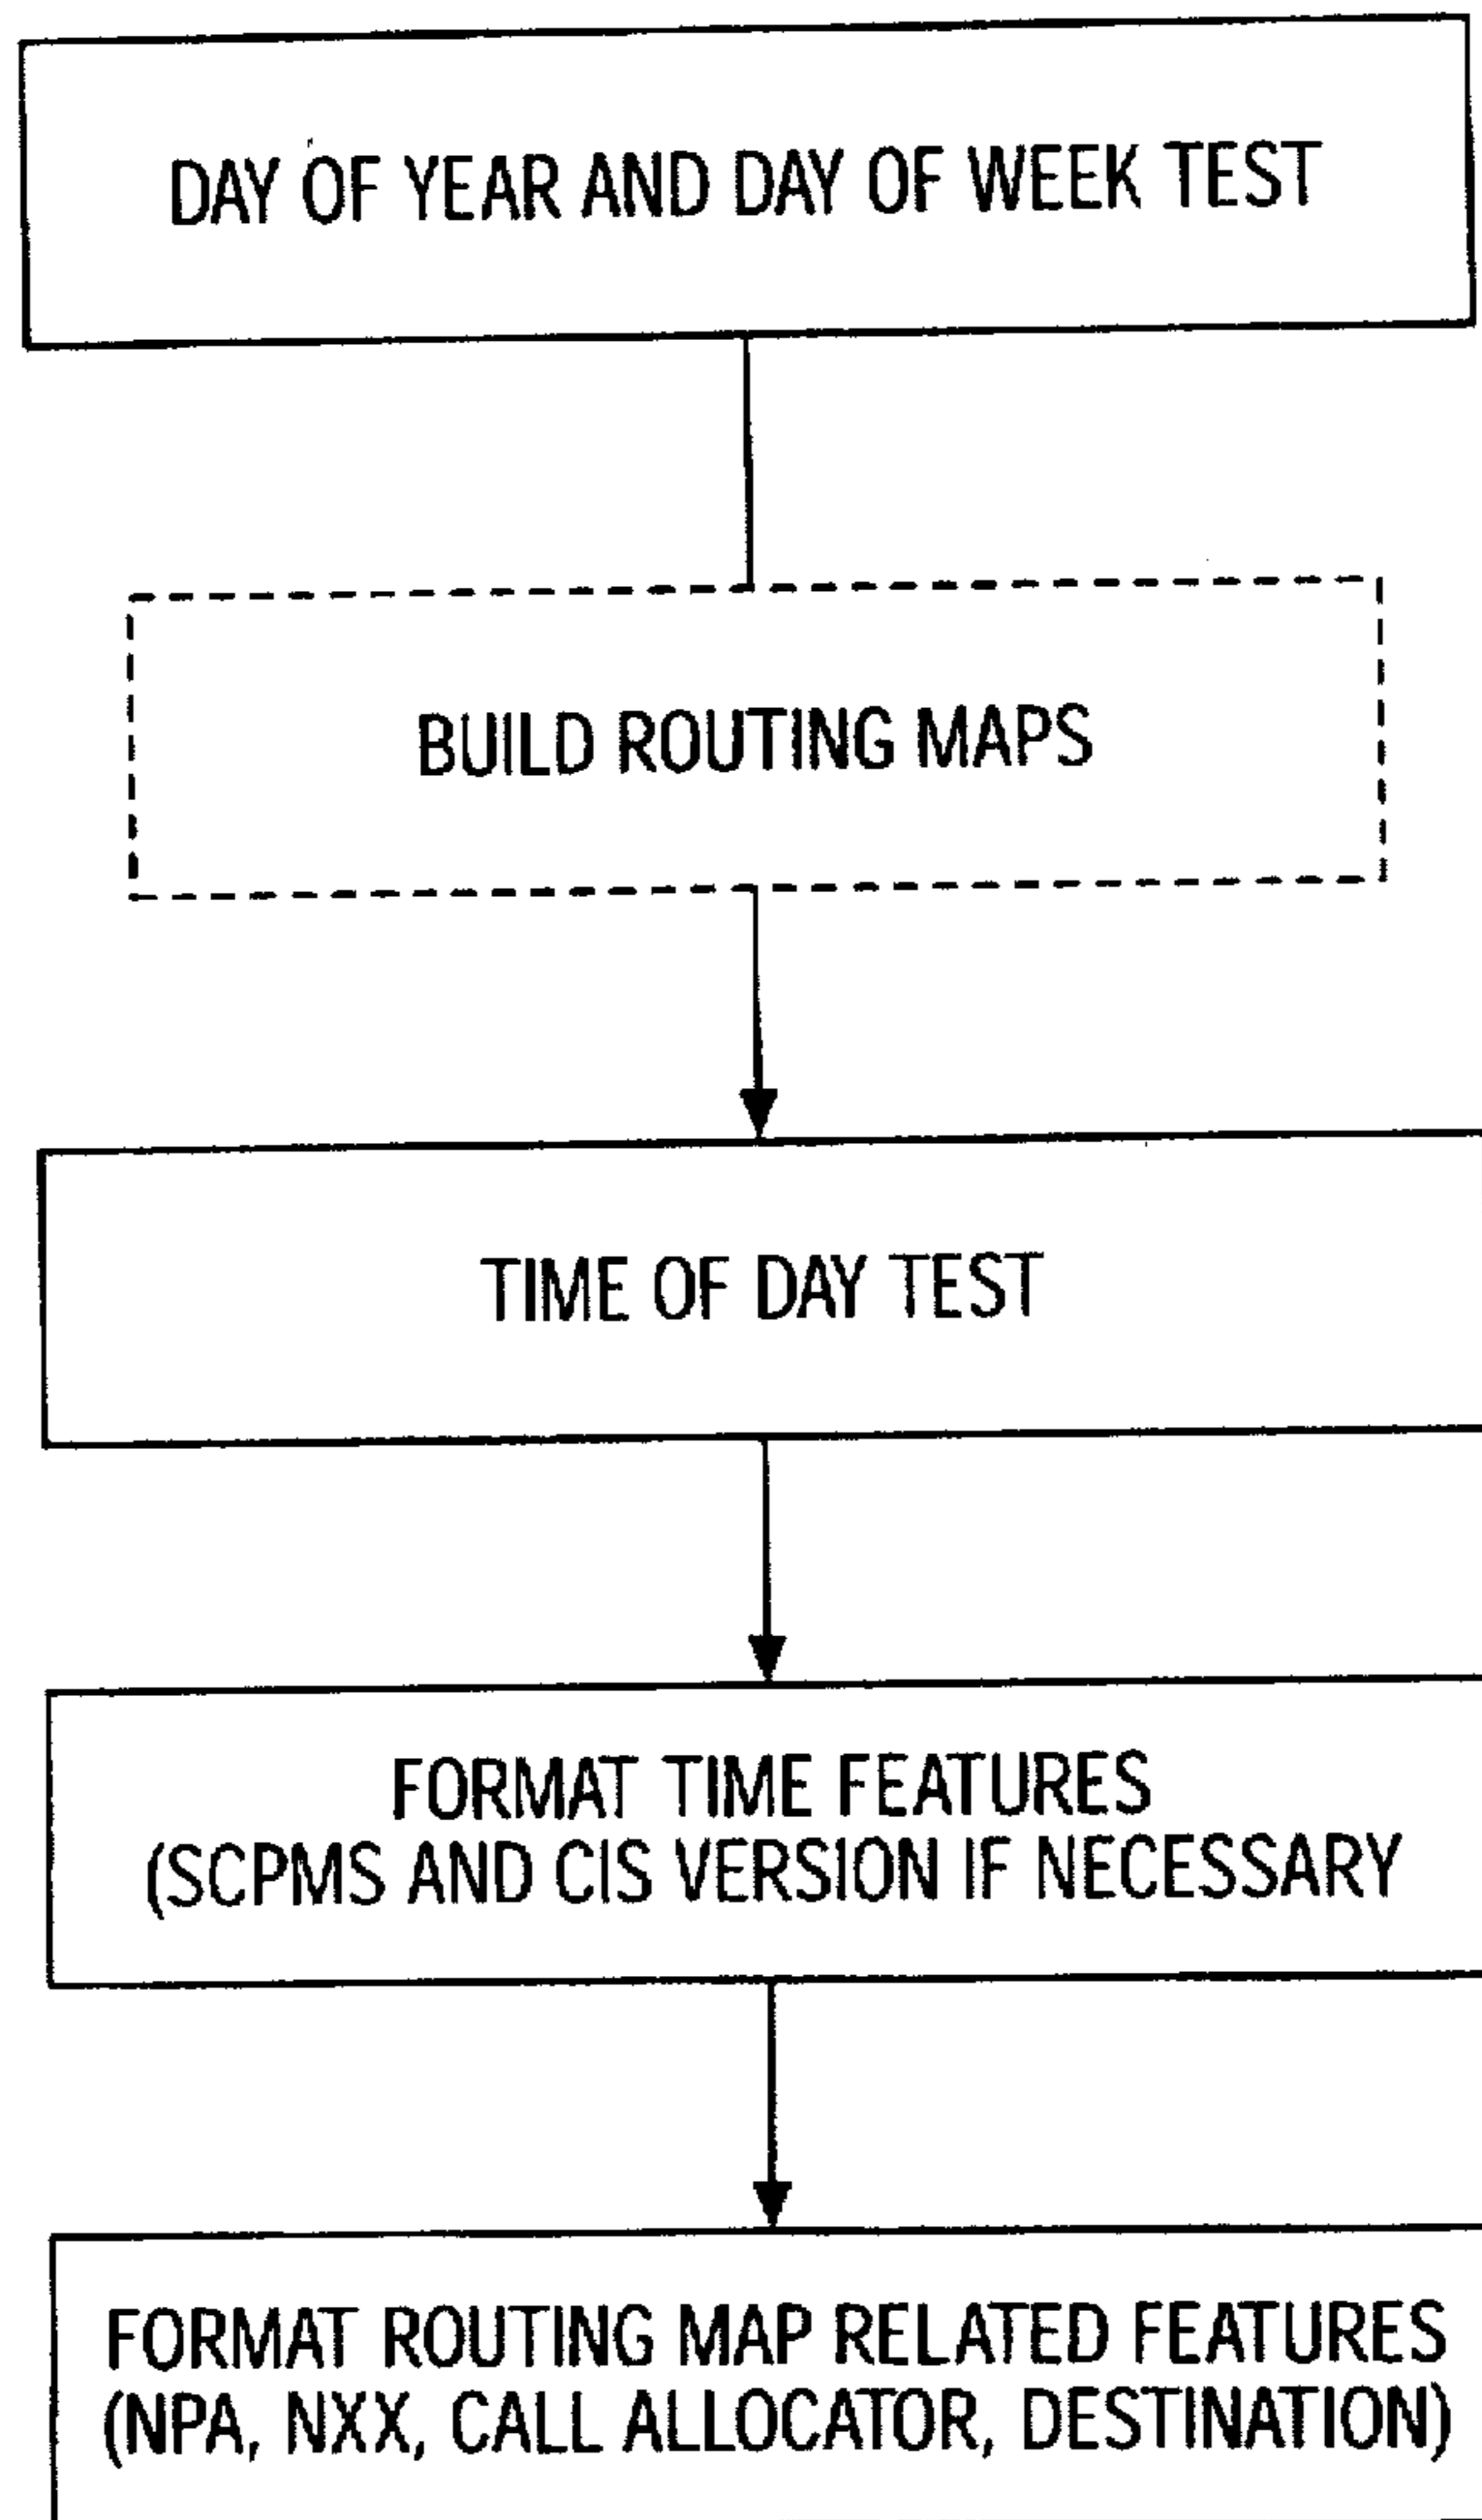 DAY OF YEAR AND DAY OF WEEK TEST
BUILD ROUTING MAPS
TIME OF DAY TEST
FORMAT TIME FEATURES
(SCPMS AND CIS VERSION IF NECESSARY
FORMAT ROUTING MAP RELATED FEATURES
(NPA, NXX, CALL ALLOCATOR, DESTINATION)